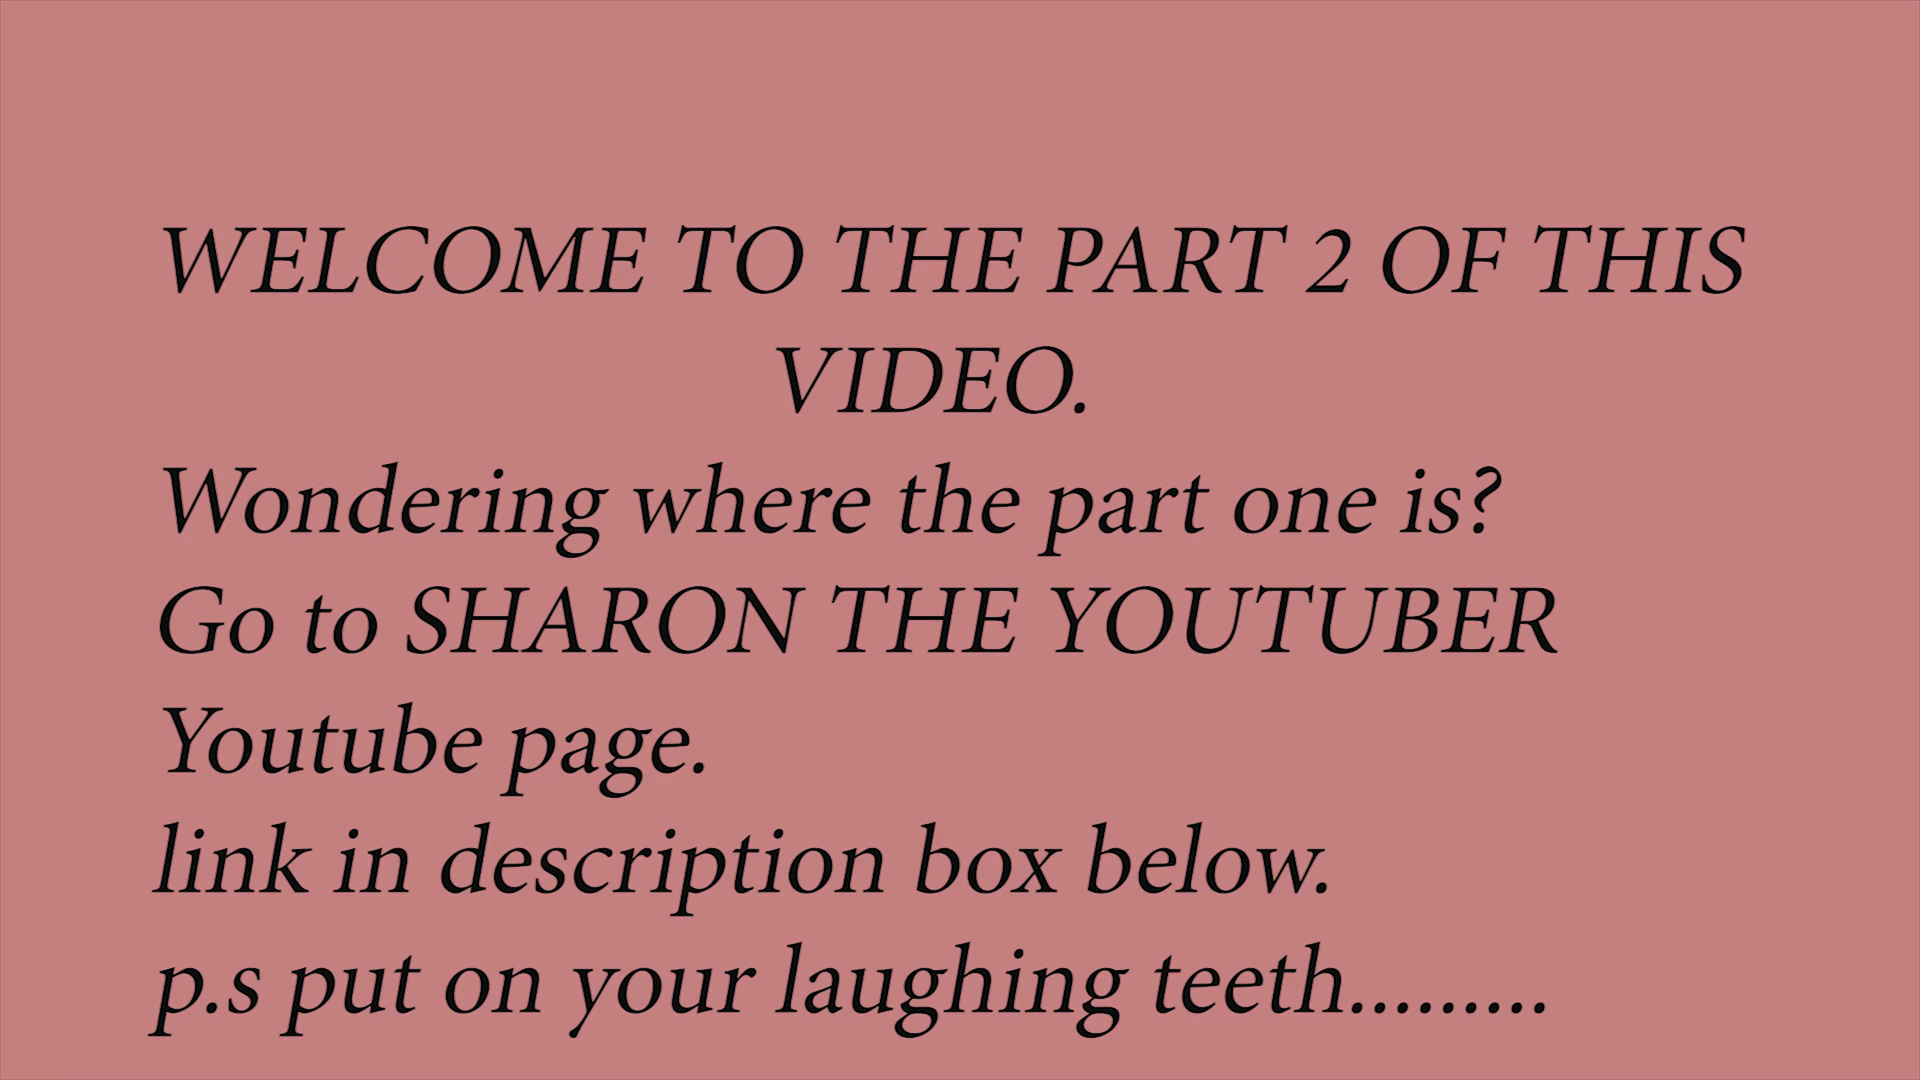 WELCOME TO THE PART 2 OF THIS
VIDEO.
Wondering where the part one is?
Go to SHARON THE YOUTUBER
Youtube page.
link in description box below.
p.s put on your laughing teeth.........